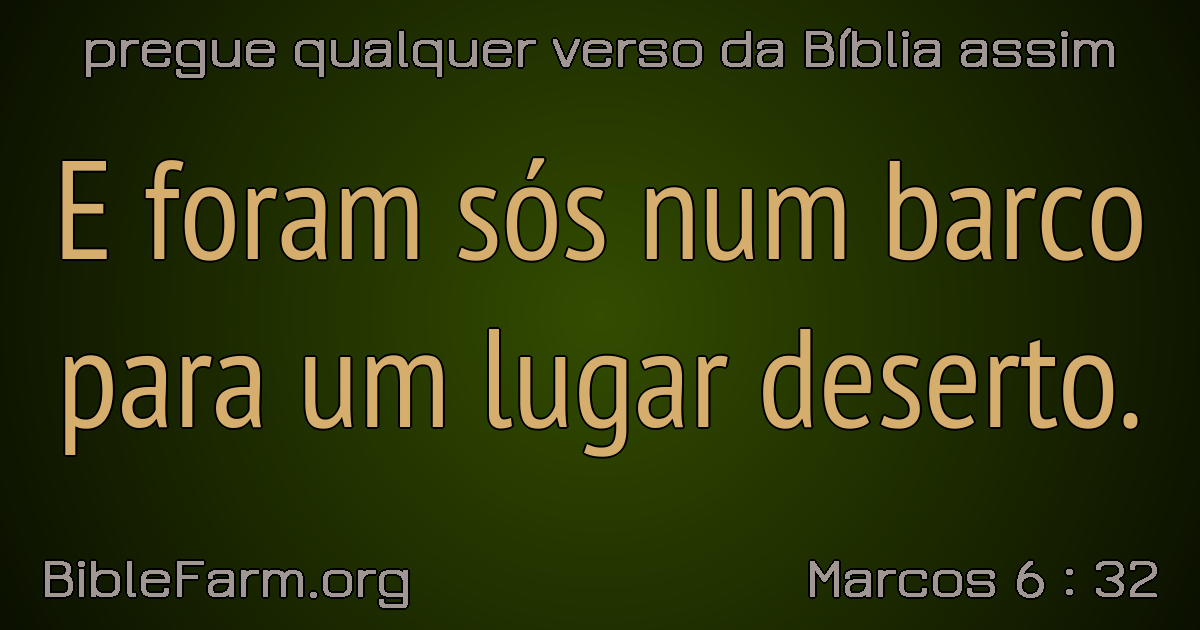 pregue qualquer verso da Bíblia assim
E foram sós num barco
para um lugar deserto.
BibleFarm.org
Marcos 6 : 32